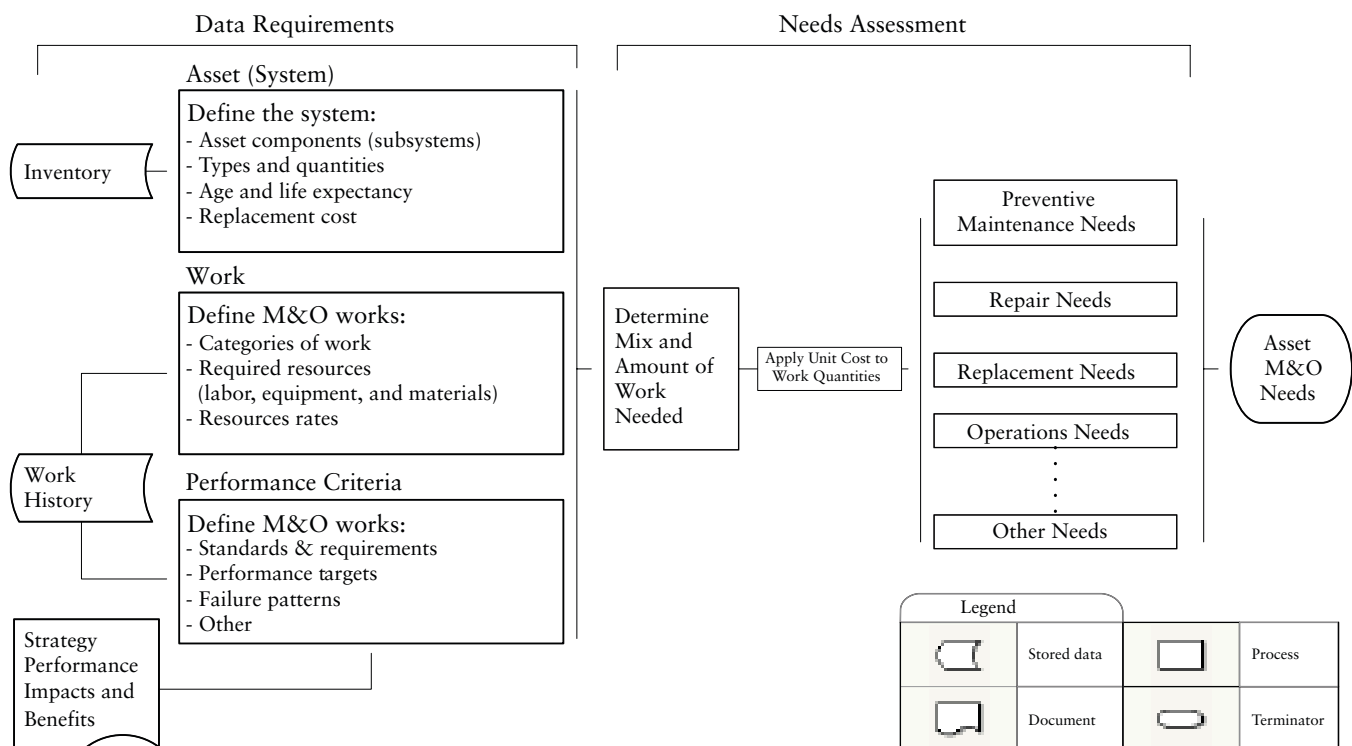 Data Requirements
Needs Assessment
Asset (System)
Define the system:
- Asset components (subsystems)
- Types and quantities
- Age and life expectancy
- Replacement cost
Inventory
Work
Define M&O works:
- Categories of work
- Required resources
(labor, equipment, and materials)
- Resources rates
Work
History
Performance Criteria
Define M&O works:
- Standards & requirements
- Performance targets
- Failure patterns
- Other
Strategy
Performance
Impacts and
Benefits
Determine
Mix and
Amount of
Work
Needed
Apply Unit Cost to
Work Quantities
Preventive
Maintenance Needs
Repair Needs
Replacement Needs
Operations Needs
Other Needs
Asset
M&O
Needs
Legend
Stored data
Process
Document
Terminator